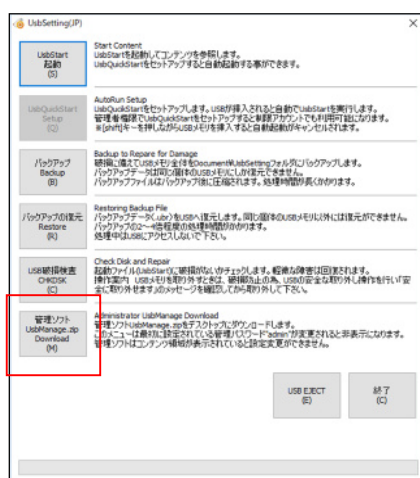 UsbSetting(JP)
UsbStart
起動
(S)
Start Content
UsbStartを起動してコンテンツを参照します。
UsbQuickStartをセットアップすると自動起動する事ができます。
UsbQuickStart
Setup
(Q)
AutoRun Setup
UsbQuickStartをセットアップします。USBが挿入されると自動でUsbStartを実行します。
管理者権限でUsbQuickStartをセットアップすると制限アカウントでも利用可能になります。
※[shift]キーを押しながらUSBメモリを挿入すると自動起動がキャンセルされます。
バックアップ
Backup
(B)
Backup to Repare for Damage
破損に備えてUSBメモリ全体をDocument¥UsbSettingフォルダにバックアップします。
バックアップデータは同じ固体のUSBメモリにしか復元できません。
バックアップファイルはバックアップ後に圧縮されます。処理時間が長くかかります。
バックアップの復元
Restore
(R)
Restoring Backup File
バックアップデータ(.ubr)をUSBへ復元します。同じ固体のUSBメモリ以外には復元ができません。
バックアップの2～4倍程度の処理時間がかかります。
処理中はUSBにアクセスしないで下さい。
USB破損検査
CHKDSK
(C)
Check Disk and Repair
起動ファイル(UsbStart)に破損がないかチェックします。軽微な障害は回復されます。
操作案内 USBメモリを取り外すときは、破損防止の為、USBの安全な取り外し操作を行い「安
全に取り外せます」のメッセージを確認してから取り外して下さい。
管理ソフト
UsbManage.zip
Download
(M)
Administrator UsbManage Download
管理ソフトUsbManage.zipをデスクトップにダウンロードします。
このメニューは最初に設定されている管理パスワード"admin"が変更されると非表示になります。
管理ソフトはコンテンツ領域が表示されていると設定変更ができません。
USB EJECT
(E)
終了
(C)